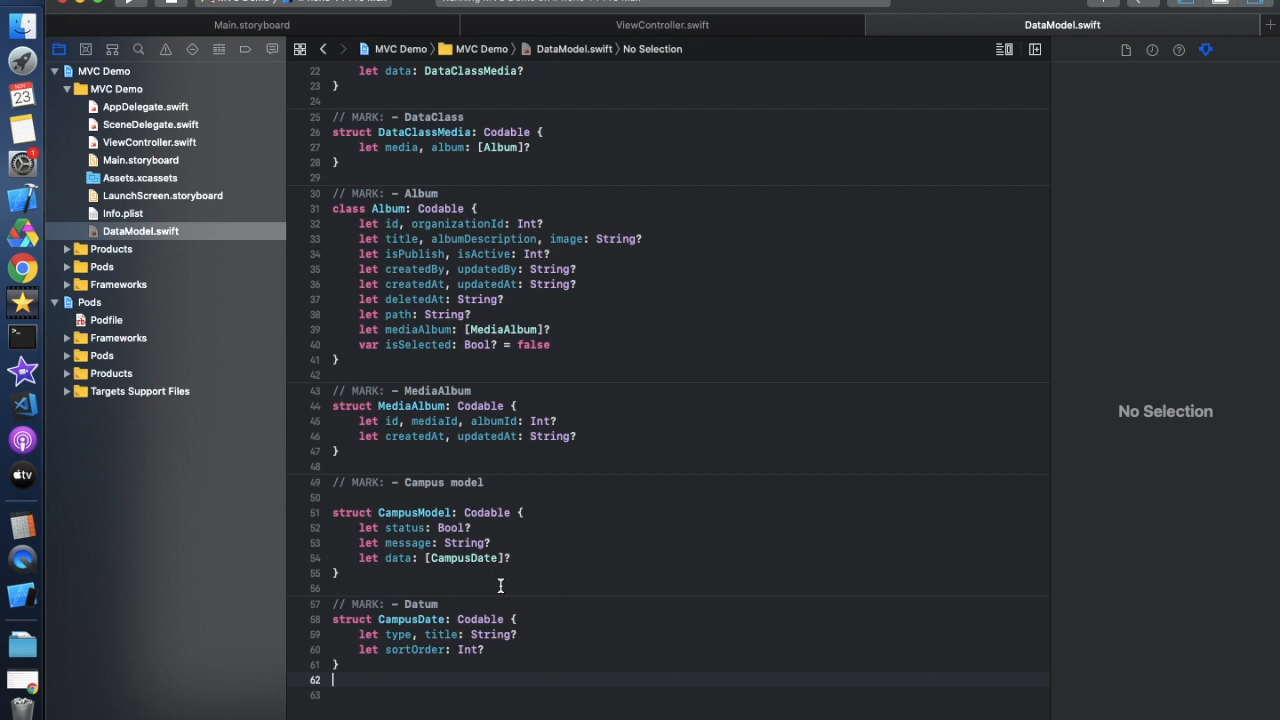 Main.storyboard
ViewController.swift
DataModel.swift
MVC Demo
MVC Demo
DataModel.swift
No Selection
NOV
23
1
tv
MVC Demo
MVC Demo
AppDelegate.swift
SceneDelegate.swift
ViewController.swift
Main.storyboard
Assets.xcassets
LaunchScreen.storyboard
Info.plist
DataModel.swift
Products
Pods
Frameworks
Pods
Podfile
Frameworks
Pods
Products
Targets Support Files
22 let data: DataClassMedia?
23 }
24
25 // MARK: - DataClass
26 struct DataClassMedia: Codable {
27 let media, album: [Album]?
28 }
29
30 // MARK: - Album
31 class Album: Codable {
32 let id, organizationId: Int?
33 let title, albumDescription, image: String?
34 let isPublish, isActive: Int?
35 let createdBy, updatedBy: String?
36 let createdAt, updatedAt: String?
37 let deletedAt: String?
38 let path: String?
39 let mediaAlbum: [MediaAlbum]?
40 var isSelected: Bool? = false
41 }
42
43 // MARK: - MediaAlbum
44 struct MediaAlbum: Codable {
45 let id, mediaId, albumId: Int?
46 let createdAt, updatedAt: String?
47 }
48
49 // MARK: - Campus model
50
51 struct CampusModel: Codable {
52 let status: Bool?
53 let message: String?
54 let data: [CampusDate]?
55 }
56
57 // MARK: - Datum
58 struct CampusDate: Codable {
59 let type, title: String?
60 let sortOrder: Int?
61 }
62
63
No Selection